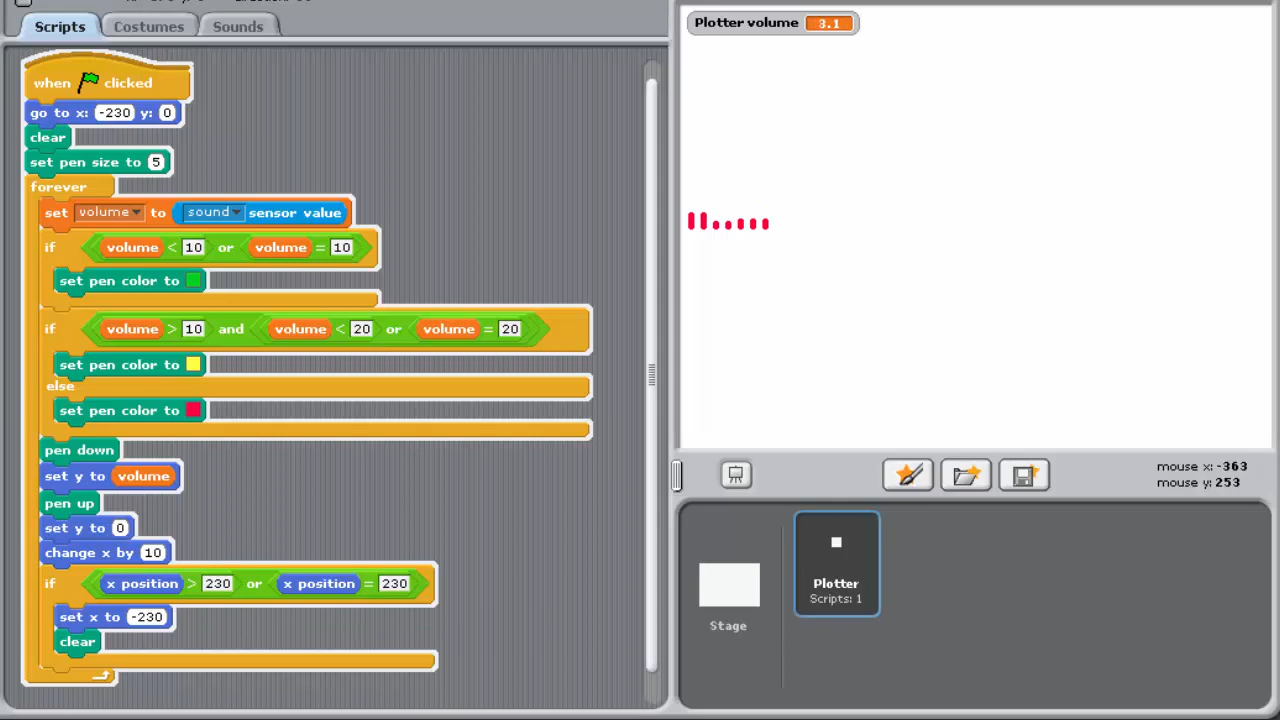 Scripts Costumes Sounds
when clicked
go to x: -230 y: 0
clear
set pen size to 5
forever
set volume to sound sensor value
if volume < 10 or volume = 10
set pen color to
if volume > 10 and volume < 20 or volume = 20
set pen color to
else
set pen color to
pen down
set y to volume
pen up
set y to 0
change x by 10
if x position > 230 or x position = 230
set x to -230
clear
Plotter volume 3.1
mouse x: -363
mouse y: 253
Plotter
Scripts: 1
Stage